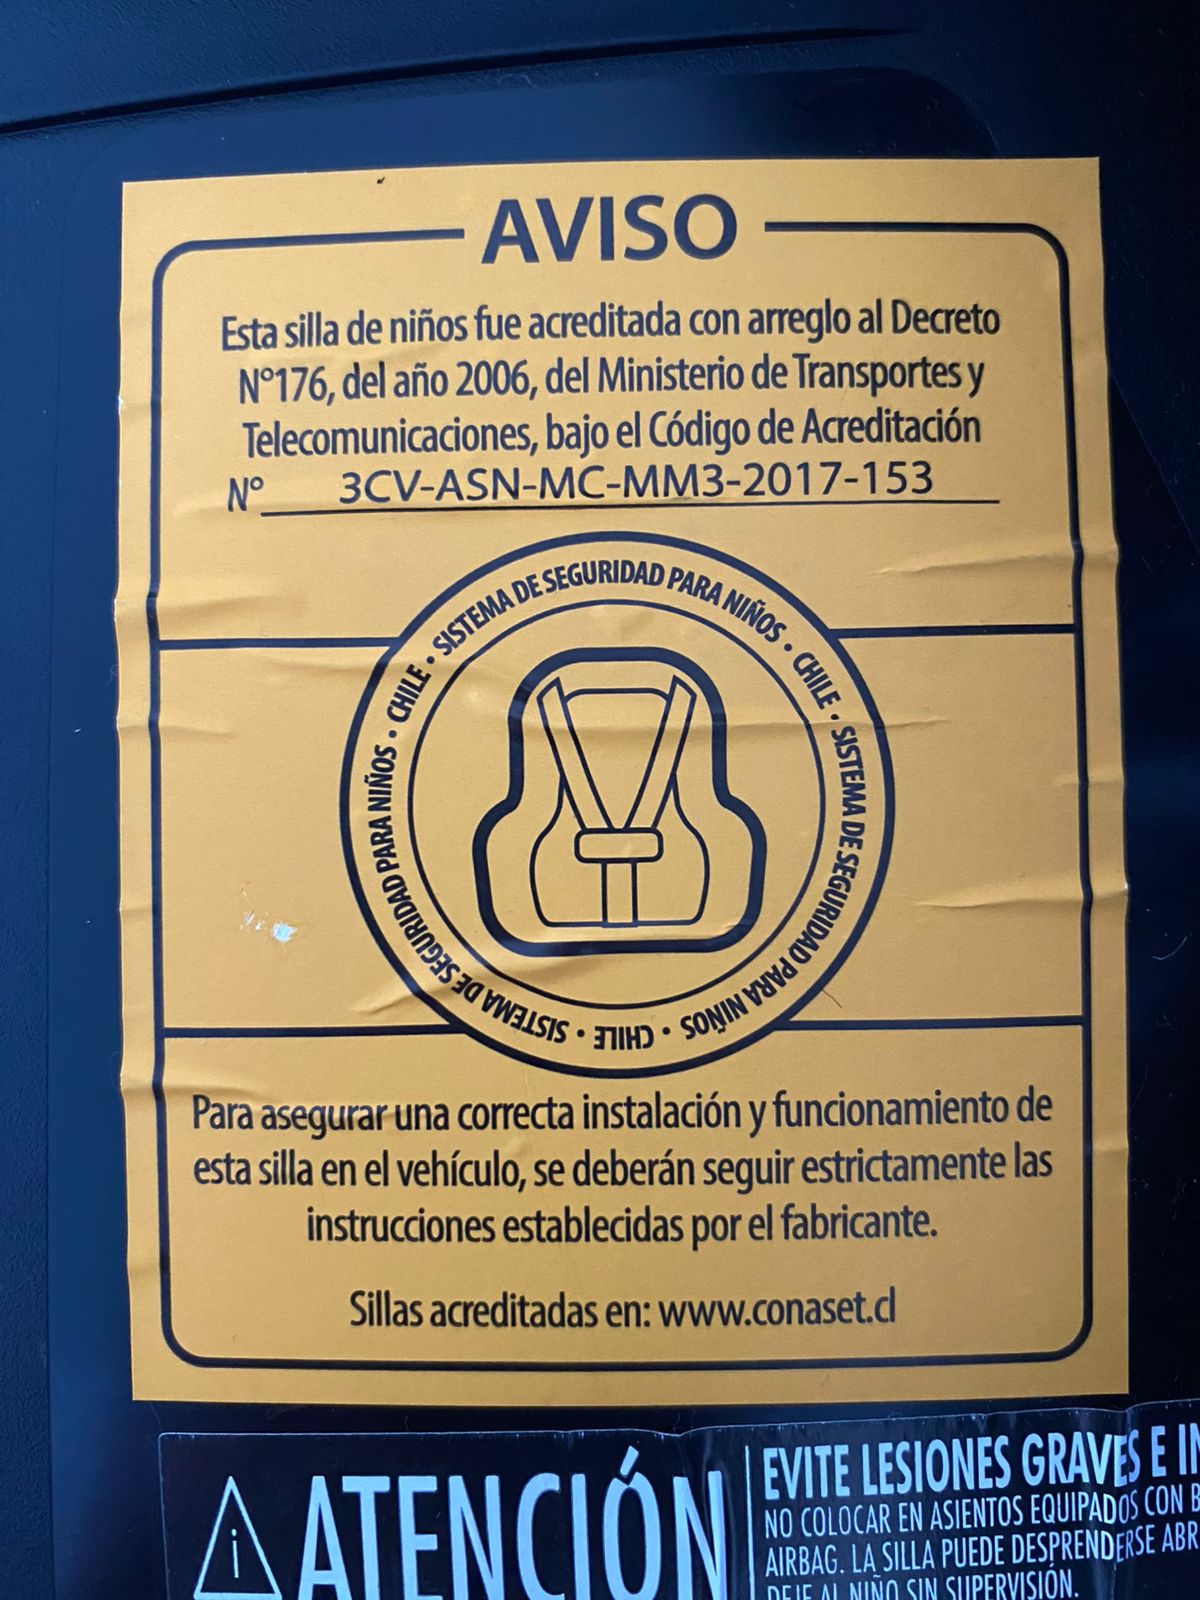 AVISO
Esta silla de niños fue acreditada con arreglo al Decreto
N°176, del año 2006, del Ministerio de Transportes y
Telecomunicaciones, bajo el Código de Acreditación
N° 3CV-ASN-MC-MM3-2017-153
SISTEMA DE SEGURIDAD PARA NIÑOS • CHILE • SISTEMA DE SEGURIDAD PARA NIÑOS • CHILE • SISTEMA DE SEGURIDAD PARA NIÑOS • CHILE •
Para asegurar una correcta instalación y funcionamiento de
esta silla en el vehículo, se deberán seguir estrictamente las
instrucciones establecidas por el fabricante.
Sillas acreditadas en: www.conaset.cl
i ATENCIÓN
EVITE LESIONES GRAVES E
NO COLOCAR EN ASIENTOS EQUIPADOS CON
AIRBAG. LA SILLA PUEDE DESPRENDERSE
DEJE AL NIÑO SIN SUPERVISIÓN.